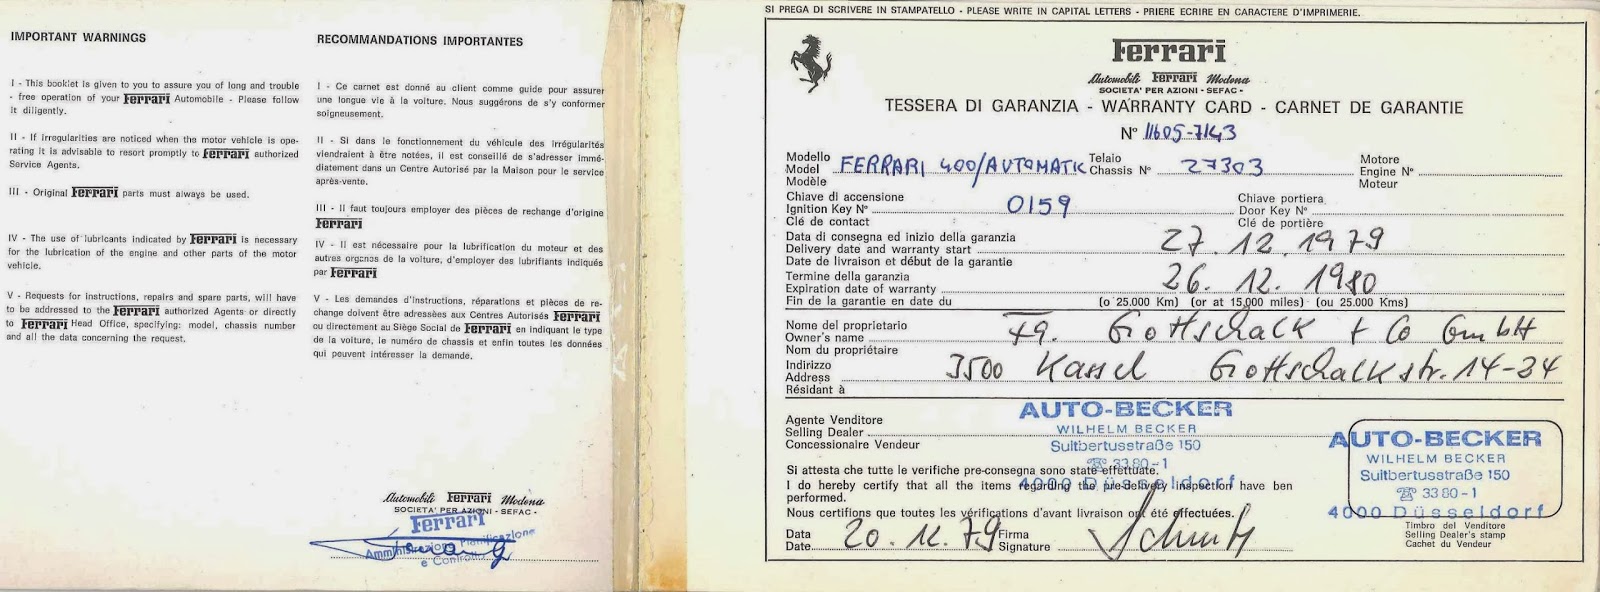 IMPORTANT WARNINGS
I - This booklet is given to you to assure you of long and trouble
- free operation of your Ferrari Automobile - Please follow
it diligently.
II - If irregularities are noticed when the motor vehicle is ope-
rating it is advisable to resort promptly to Ferrari authorized
Service Agents.
III - Original Ferrari parts must always be used.
IV - The use of lubricants indicated by Ferrari is necessary
for the lubrication of the engine and other parts of the motor
vehicle.
V - Requests for instructions, repairs and spare parts, will have
to be addressed to the Ferrari authorized Agents or directly
to Ferrari Head Office, specifying: model, chassis number
and all the data concerning the request.
RECOMMANDATIONS IMPORTANTES
I - Ce carnet est donné au client comme guide pour assurer
une longue vie à la voiture. Nous suggérons de s'y conformer
soigneusement.
II - Si dans le fonctionnement du véhicule des irrégularités
viendraient à être notées, il est conseillé de s'adresser immé-
diatement dans un Centre Autorisé par la Maison pour le service
après-vente.
III - Il faut toujours employer des pièces de rechange d'origine
Ferrari
IV - Il est nécessaire pour la lubrification du moteur et des
autres organes de la voiture, d'employer des lubrifiants indiqués
par Ferrari
V - Les demandes d'instructions, réparations et pièces de re-
change doivent être adressées aux Centres Autorisés Ferrari
ou directement au Siège Social de Ferrari en indiquant le type
de la voiture, le numéro de chassis et enfin toutes les données
qui peuvent intéresser la demande.
Automobili Ferrari Modena
SOCIETA' PER AZIONI - SEFAC -
Ferrari
Amministrazione Pianificazione
e Controllo
SI PREGA DI SCRIVERE IN STAMPATELLO - PLEASE WRITE IN CAPITAL LETTERS - PRIERE ECRIRE EN CARACTERE D'IMPRIMERIE.
Ferrari
Automobili Ferrari Modena
SOCIETA' PER AZIONI - SEFAC -
TESSERA DI GARANZIA - WARRANTY CARD - CARNET DE GARANTIE
N° 11605-7143
Modello Telaio Motore
Model FERRARI 400/AUTOMATIK Chassis N° 27303 Engine N°
Modèle Moteur
Chiave di accensione Chiave portiera
Ignition Key N° 0159 Door Key N°
Clé de contact Clé de portière
Data di consegna ed inizio della garanzia
Delivery date and warranty start 27.12.1979
Date de livraison et début de la garantie
Termine della garanzia
Expiration date of warranty 26.12.1980
Fin de la garantie en date du (o 25.000 Km) (or at 15,000 miles) (ou 25.000 Kms)
Nome del proprietario
Owner's name Gottschalk + Co GmbH
Nom du propriétaire
Indirizzo
Address 3500 Kassel Gottschalkstr. 14-34
Résidant à
Agente Venditore
Selling Dealer
Concessionaire Vendeur
AUTO-BECKER
WILHELM BECKER
Suitbertusstraße 150
☏ 3380-1
4000 Düsseldorf
AUTO-BECKER
WILHELM BECKER
Suitbertusstraße 150
☏ 3380-1
4000 Düsseldorf
Si attesta che tutte le verifiche pre-consegna sono state effettuate.
I do hereby certify that all the items regarding the pre-delivery inspection have ben
performed.
Nous certifions que toutes les vérifications d'avant livraison ont été effectuées.
Data Firma
Date 20.12.79 Signature
Timbro del Venditore
Selling Dealer's stamp
Cachet du Vendeur